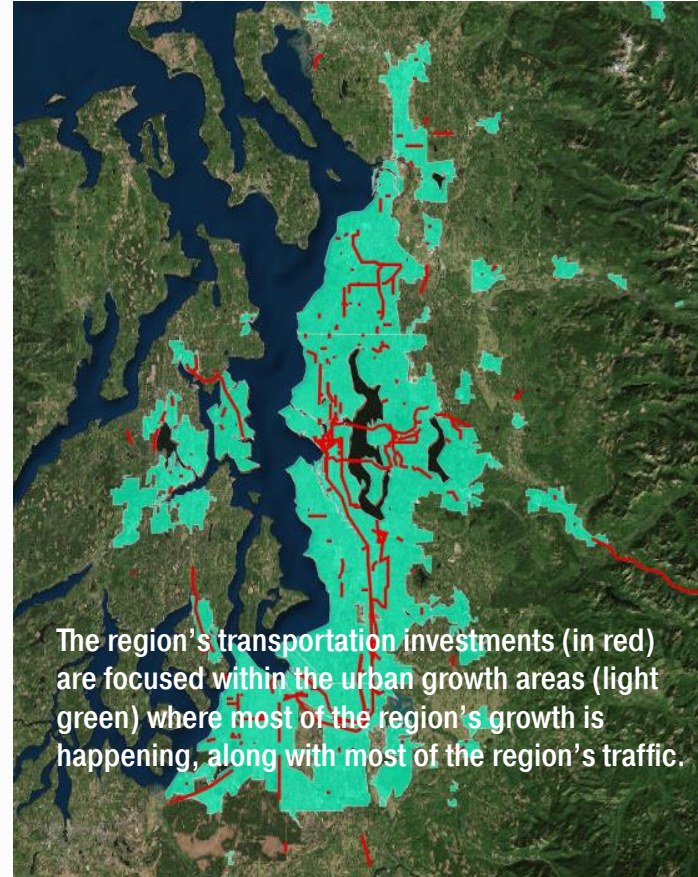 The region’s transportation investments (in red)
are focused within the urban growth areas (light
green) where most of the region’s growth is
happening, along with most of the region’s traffic.